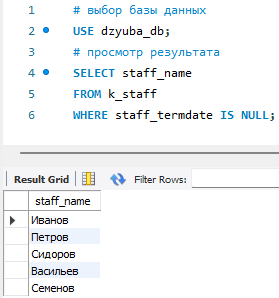 1 # выбор базы данных
2 USE dzyuba_db;
3 # просмотр результата
4 SELECT staff_name
5 FROM k_staff
6 WHERE staff_termdate IS NULL;
Result Grid Filter Rows:
staff_name
Иванов
Петров
Сидоров
Васильев
Семенов